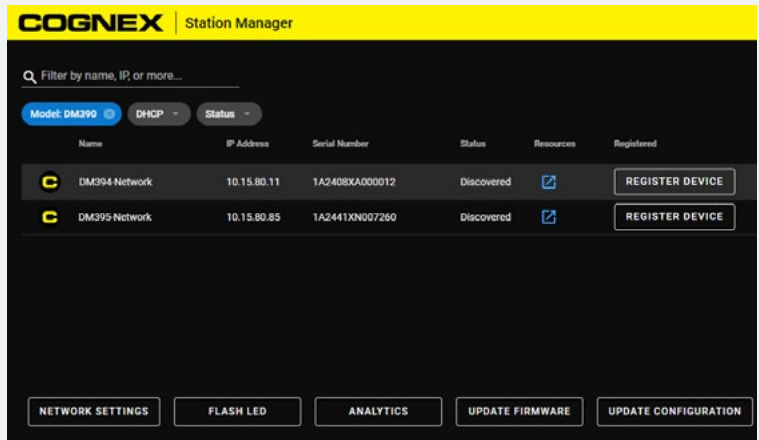 COGNEX Station Manager
Filter by name, IP, or more...
Model: DM390 DHCP Status
Name IP Address Serial Number Status Resources Registered
C DM394-Network 10.15.80.11 1A2408XA000012 Discovered REGISTER DEVICE
C DM395-Network 10.15.80.85 1A2441XN007260 Discovered REGISTER DEVICE
NETWORK SETTINGS FLASH LED ANALYTICS UPDATE FIRMWARE UPDATE CONFIGURATION